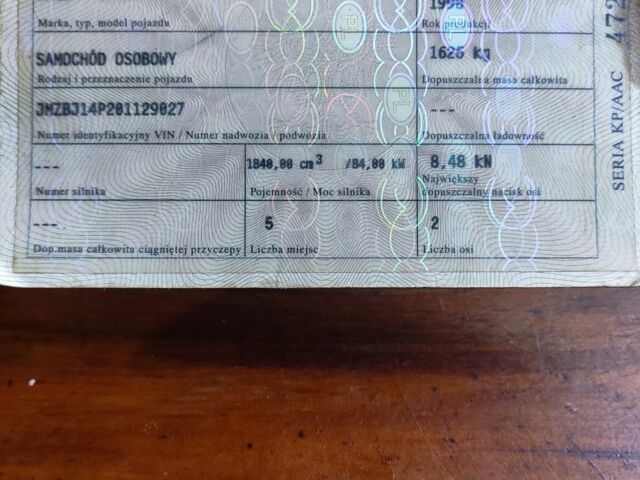 Marka, typ, model pojazdu Rok produkcji
SAMOCHÓD OSOBOWY 1625 kg
Rodzaj i przeznaczenie pojazdu Dopuszczalna masa całkowita
JMZBJ14P201129027 ---
Numer identyfikacyjny VIN / Numer nadwozia / podwozia Dopuszczalna ładowność
--- 1840,00 cm³ /84,00 kW 8,48 kN
Numer silnika Pojemność / Moc silnika Największy
dopuszczalny nacisk osi
--- 5 2
Dop.masa całkowita ciągniętej przyczepy Liczba miejsc Liczba osi
SERIA KP/AAC
PL
PL
PL